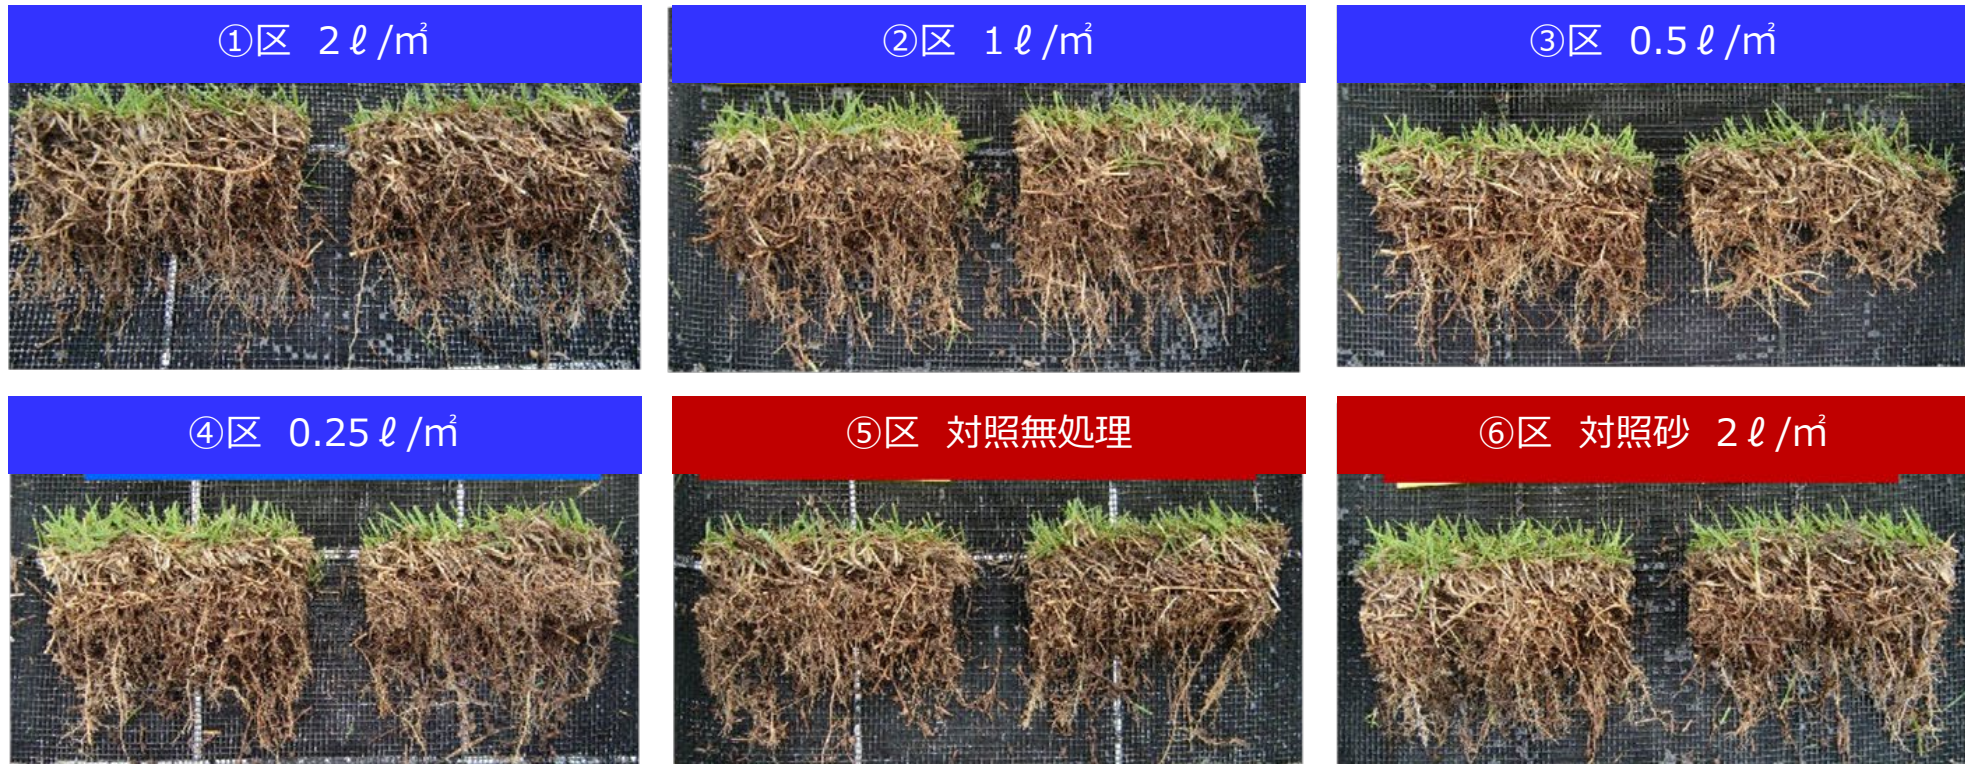 ①区 2ℓ/㎡
②区 1ℓ/㎡
③区 0.5ℓ/㎡
④区 0.25ℓ/㎡
⑤区 対照無処理
⑥区 対照砂 2ℓ/㎡